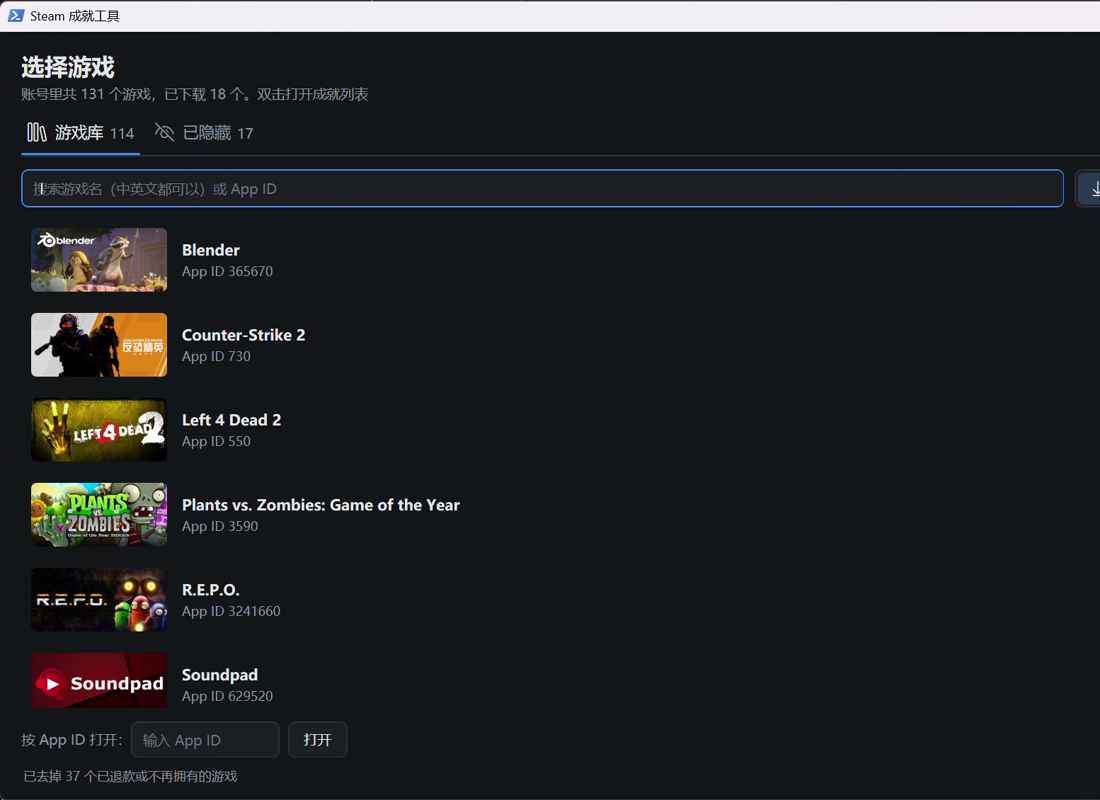 Steam 成就工具
选择游戏
账号里共 131 个游戏，已下载 18 个。双击打开成就列表
游戏库 114 已隐藏 17
搜索游戏名（中英文都可以）或 App ID
blender
Blender
App ID 365670
反恐精英
Counter-Strike 2
App ID 730
LEFT 4 DEAD 2
Left 4 Dead 2
App ID 550
PLANTS VS. ZOMBIES
Game of the Year Edition
Plants vs. Zombies: Game of the Year
App ID 3590
R.E.P.O.
R.E.P.O.
App ID 3241660
Soundpad
Soundpad
App ID 629520
按 App ID 打开: 输入 App ID 打开
已去掉 37 个已退款或不再拥有的游戏